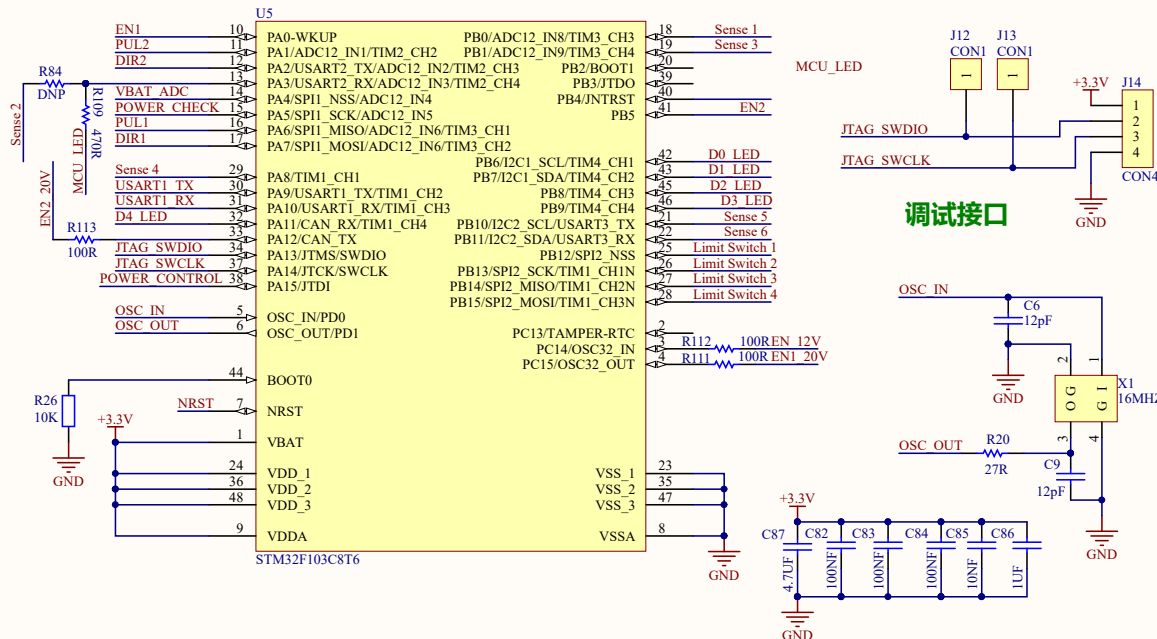 U5
EN1 10 PA0-WKUP
PUL2 11 PA1/ADC12_IN1/TIM2_CH2
DIR2 12 PA2/USART2_TX/ADC12_IN2/TIM2_CH3
13 PA3/USART2_RX/ADC12_IN3/TIM2_CH4
VBAT_ADC 14 PA4/SPI1_NSS/ADC12_IN4
POWER_CHECK 15 PA5/SPI1_SCK/ADC12_IN5
PUL1 16 PA6/SPI1_MISO/ADC12_IN6/TIM3_CH1
DIR1 17 PA7/SPI1_MOSI/ADC12_IN6/TIM3_CH2
Sense 4 29 PA8/TIM1_CH1
USART1_TX 30 PA9/USART1_TX/TIM1_CH2
USART1_RX 31 PA10/USART1_RX/TIM1_CH3
D4_LED 32 PA11/CAN_RX/TIM1_CH4
33 PA12/CAN_TX
JTAG_SWDIO 34 PA13/JTMS/SWDIO
JTAG_SWCLK 37 PA14/JTCK/SWCLK
POWER_CONTROL 38 PA15/JTDI
OSC_IN 5 OSC_IN/PD0
OSC_OUT 6 OSC_OUT/PD1
44 BOOT0
NRST 7 NRST
1 VBAT
24 VDD_1
36 VDD_2
48 VDD_3
9 VDDA
STM32F103C8T6
R84
DNP
Sense 2
R109 470R
MCU_LED
EN2_20V
R113
100R
R26
10K
GND
+3.3V
PB0/ADC12_IN8/TIM3_CH3 18 Sense 1
PB1/ADC12_IN9/TIM3_CH4 19 Sense 3
PB2/BOOT1 20
PB3/JTDO 39
PB4/JNTRST 40
PB5 41 EN2
PB6/I2C1_SCL/TIM4_CH1 42 D0_LED
PB7/I2C1_SDA/TIM4_CH2 43 D1_LED
PB8/TIM4_CH3 45 D2_LED
PB9/TIM4_CH4 46 D3_LED
PB10/I2C2_SCL/USART3_TX 21 Sense 5
PB11/I2C2_SDA/USART3_RX 22 Sense 6
PB12/SPI2_NSS 25 Limit Switch 1
PB13/SPI2_SCK/TIM1_CH1N 26 Limit Switch 2
PB14/SPI2_MISO/TIM1_CH2N 27 Limit Switch 3
PB15/SPI2_MOSI/TIM1_CH3N 28 Limit Switch 4
PC13/TAMPER-RTC 2
PC14/OSC32_IN 3 R112 100R EN_12V
PC15/OSC32_OUT 4 R111 100R EN1_20V
VSS_1 23
VSS_2 35
VSS_3 47
VSSA 8
GND
MCU_LED
J12 J13
CON1 CON1
1 1
+3.3V
J14
1
2
3
4
CON4
JTAG_SWDIO
JTAG_SWCLK
GND
调试接口
OSC_IN
C6
12pF
GND
2 1
O G G I
X1
16MHZ
3 4
OSC_OUT R20
27R
C9
12pF
GND
+3.3V
C87 C82 C83 C84 C85 C86
4.7UF 100NF 100NF 100NF 10NF 1UF
GND